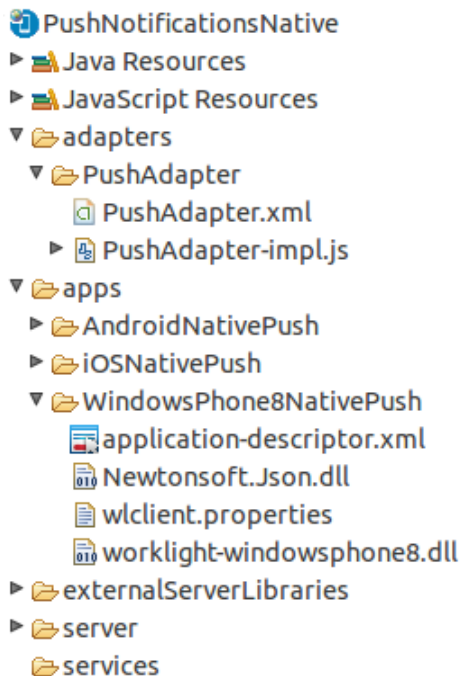 PushNotificationsNative
Java Resources
JavaScript Resources
adapters
PushAdapter
PushAdapter.xml
PushAdapter-impl.js
apps
AndroidNativePush
iOSNativePush
WindowsPhone8NativePush
application-descriptor.xml
Newtonsoft.Json.dll
wlclient.properties
worklight-windowsphone8.dll
externalServerLibraries
server
services